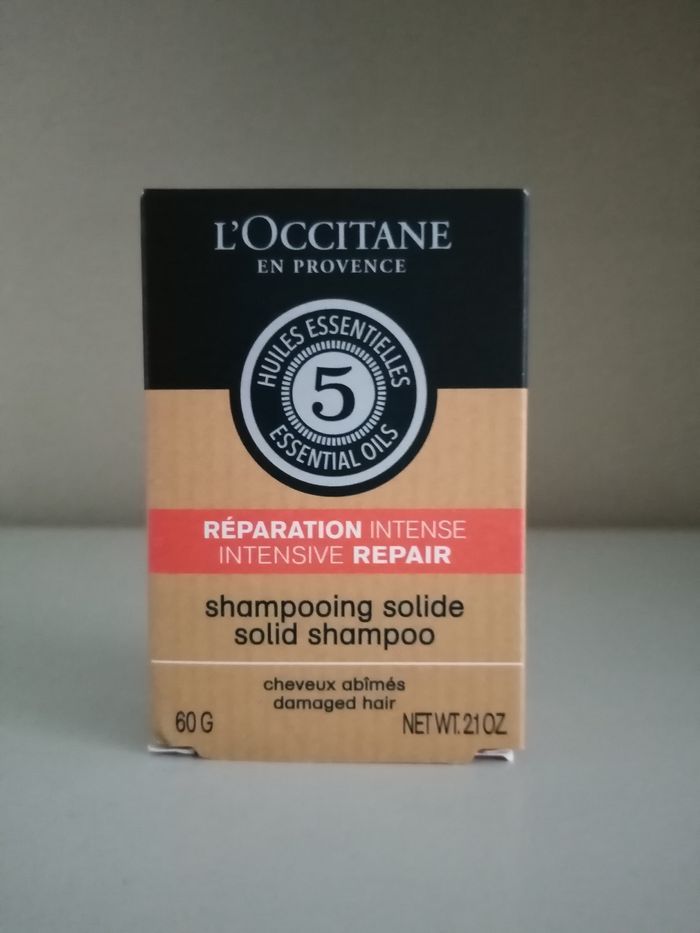 L'OCCITANE
EN PROVENCE
HUILES ESSENTIELLES
5
ESSENTIAL OILS
RÉPARATION INTENSE
INTENSIVE REPAIR
shampooing solide
solid shampoo
cheveux abîmés
damaged hair
60 G NET WT. 2.1 OZ.